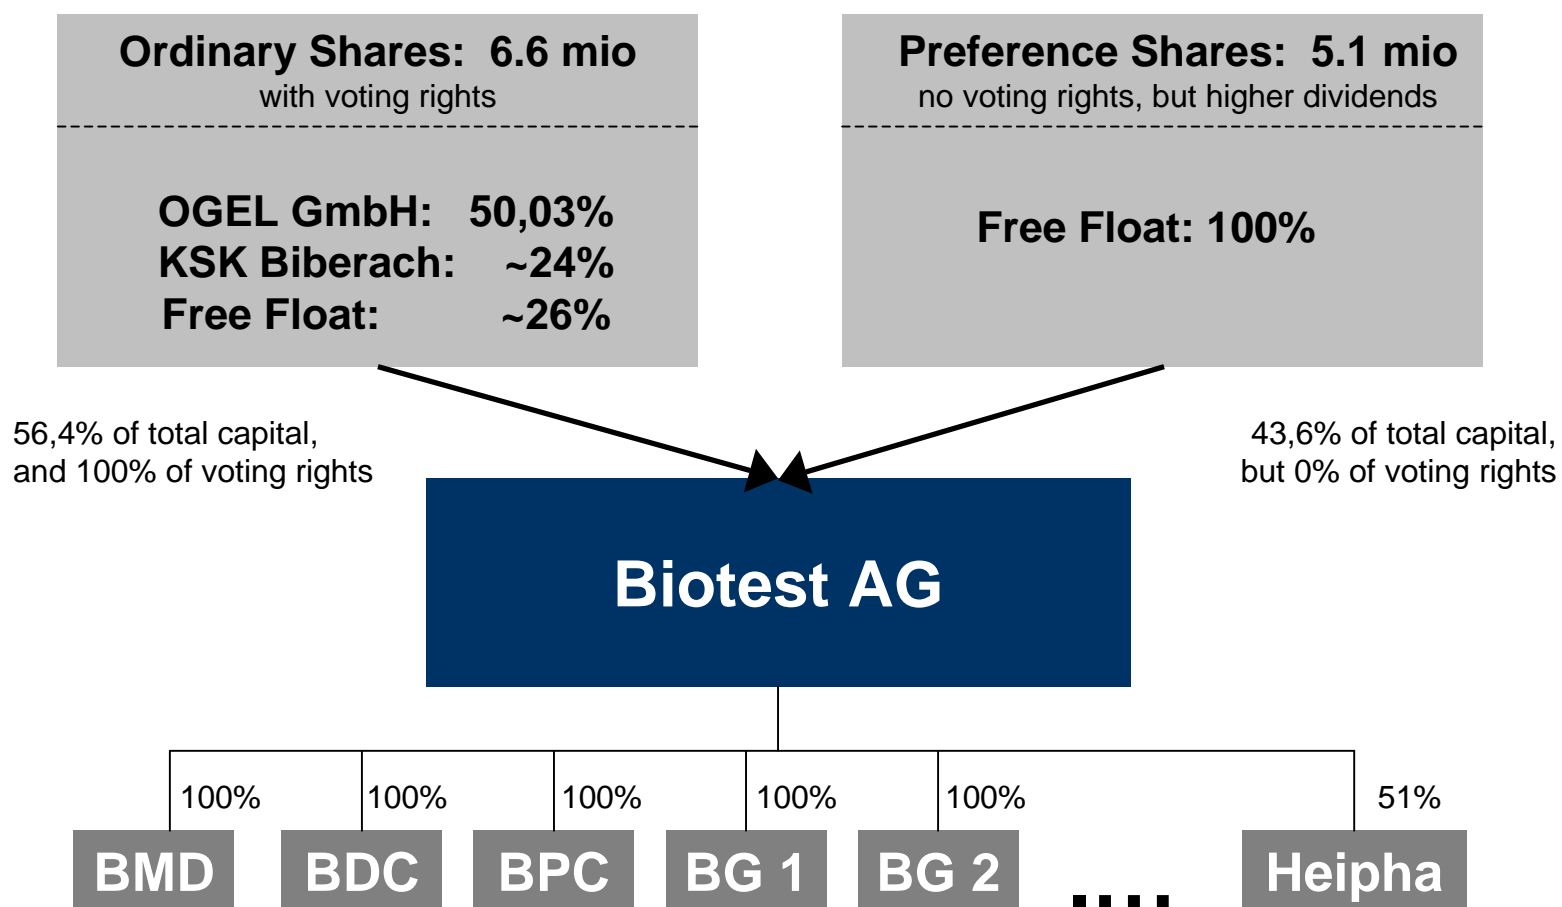 Ordinary Shares: 6.6 mio
with voting rights
OGEL GmbH: 50,03%
KSK Biberach: ~24%
Free Float: ~26%
Preference Shares: 5.1 mio
no voting rights, but higher dividends
Free Float: 100%
56,4% of total capital,
and 100% of voting rights
43,6% of total capital,
but 0% of voting rights
Biotest AG
100% 100% 100% 100% 100% 51%
BMD BDC BPC BG 1 BG 2 .... Heipha